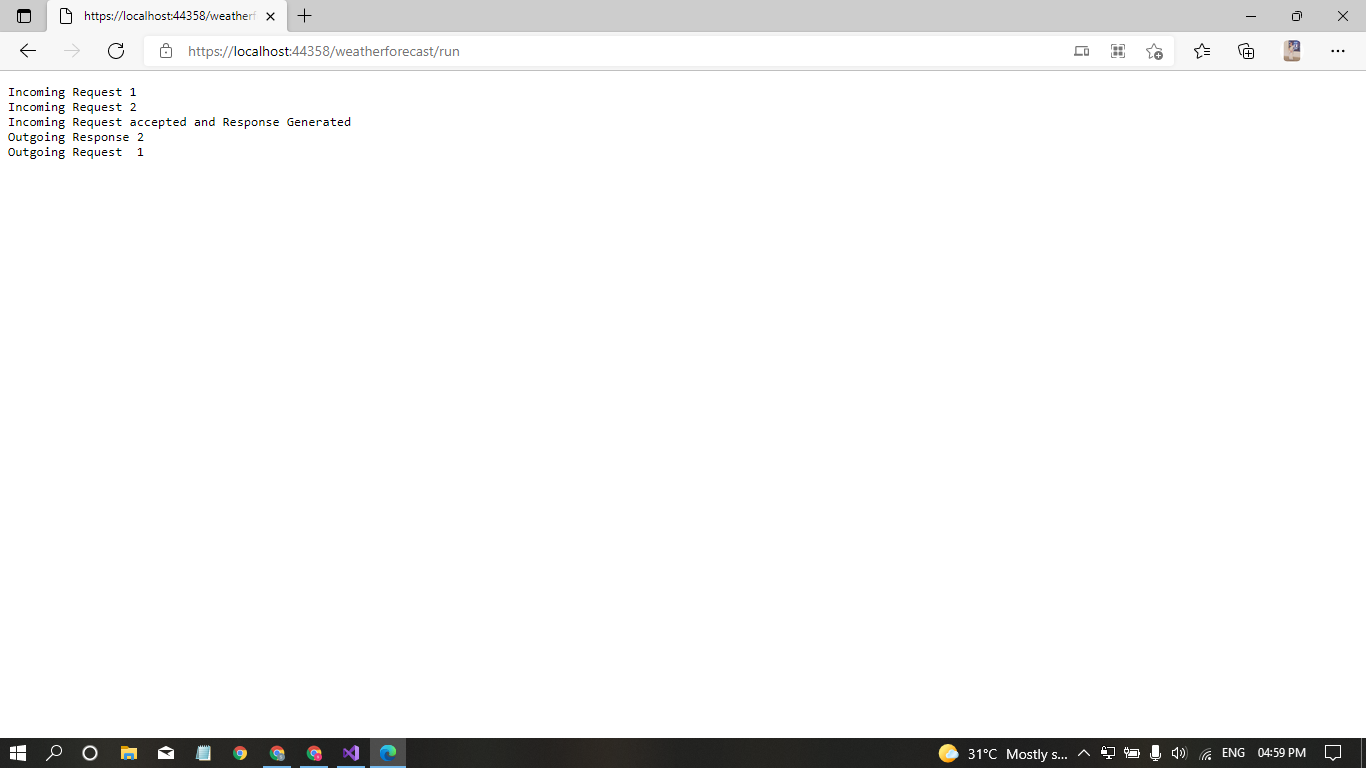 https://localhost:44358/weatherf
https://localhost:44358/weatherforecast/run
Incoming Request 1
Incoming Request 2
Incoming Request accepted and Response Generated
Outgoing Response 2
Outgoing Request  1
31°C Mostly s... ENG 04:59 PM